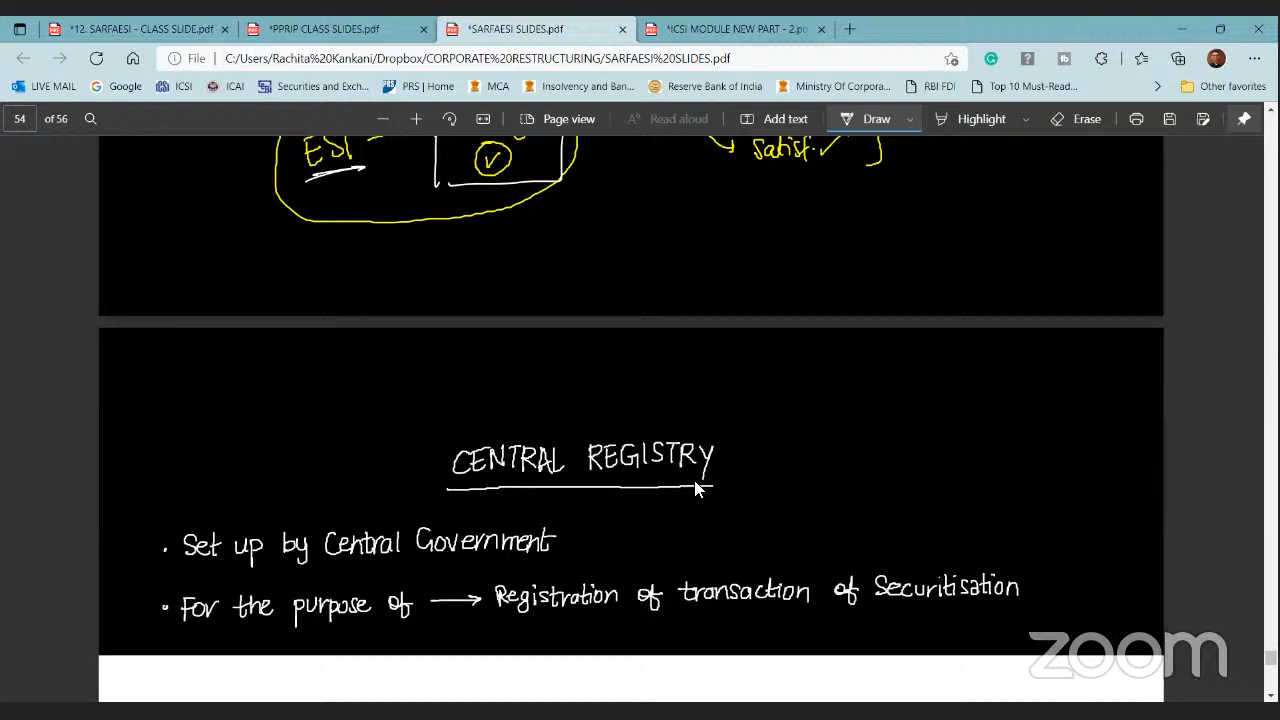 *12. SARFAESI - CLASS SLIDE.pdf
*PPRIP CLASS SLIDES.pdf
*SARFAESI SLIDES.pdf
*ICSI MODULE NEW PART - 2.p
File
C:/Users/Rachita%20Kankani/Dropbox/CORPORATE%20RESTRUCTURING/SARFAESI%20SLIDES.pdf
LIVE MAIL
Google
ICSI
ICAI
Securities and Exch...
PRS | Home
MCA
Insolvency and Ban...
Reserve Bank of India
Ministry Of Corpora...
RBI FDI
Top 10 Must-Read...
Other favorites
54 of 56
Page view
Read aloud
Add text
Draw
Highlight
Erase
ESI
Satisf.
CENTRAL REGISTRY
· Set up by Central Government
· For the purpose of → Registration of transaction of Securitisation
zoom